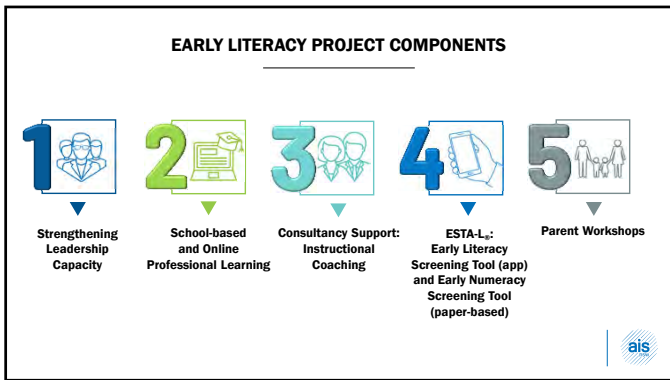 EARLY LITERACY PROJECT COMPONENTS
1
2
3
4
5
Strengthening
Leadership
Capacity
School-based
and Online
Professional Learning
Consultancy Support:
Instructional
Coaching
ESTA-L®:
Early Literacy
Screening Tool (app)
and Early Numeracy
Screening Tool
(paper-based)
Parent Workshops
ais